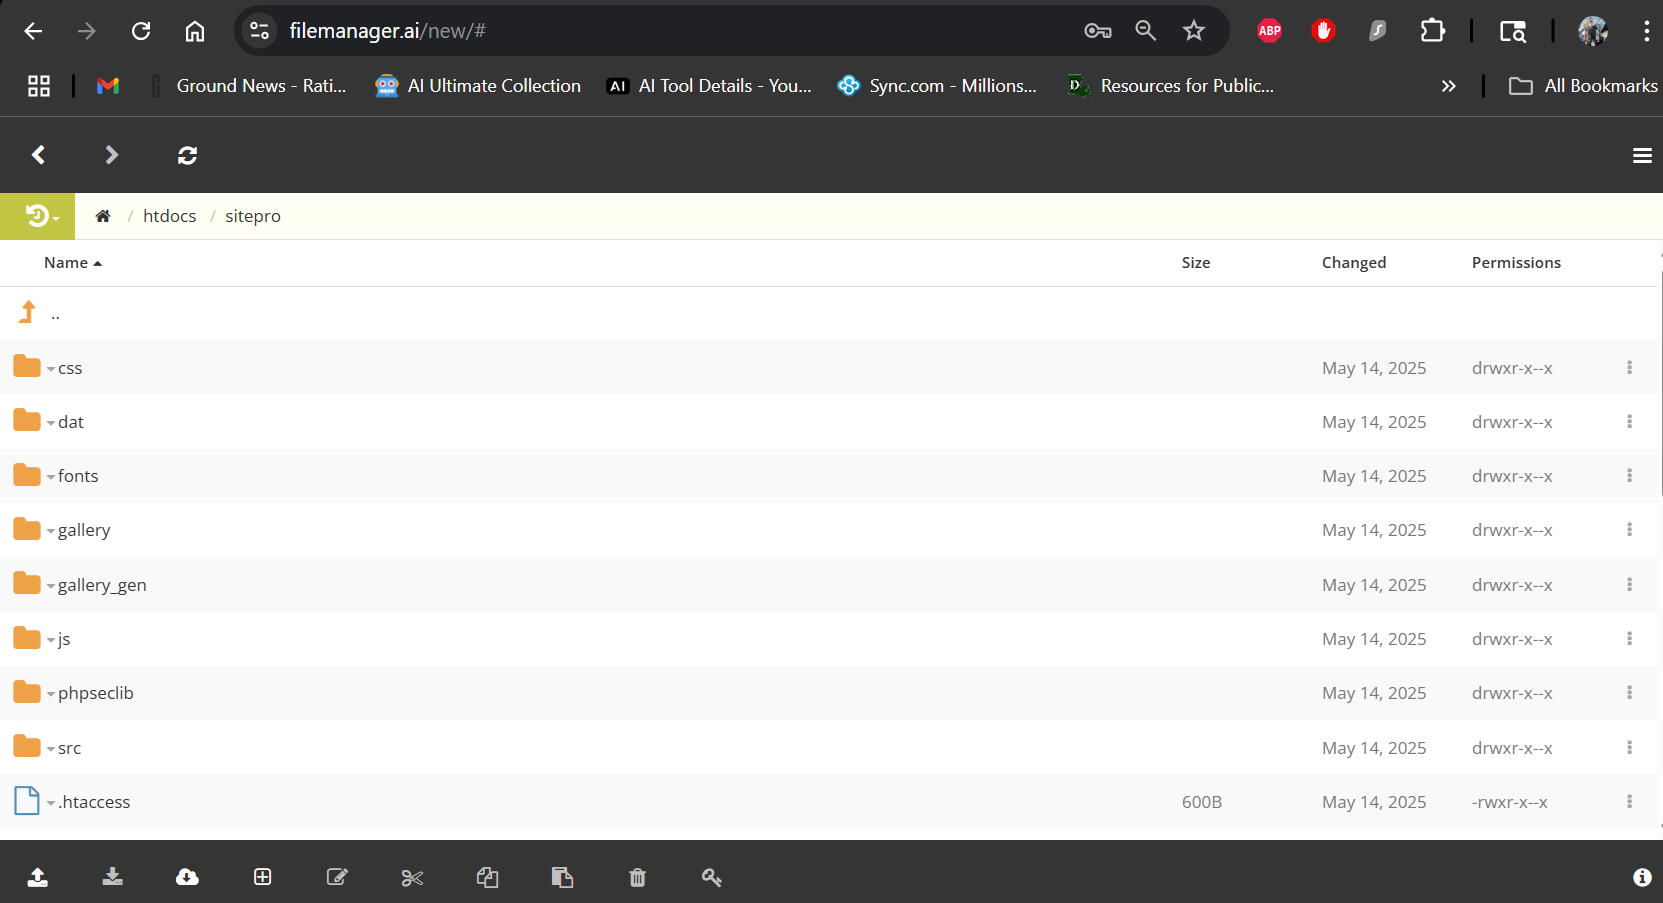 filemanager.ai/new/#
ABP
Ground News - Rati... AI Ultimate Collection AI AI Tool Details - You... Sync.com - Millions... D Resources for Public... All Bookmarks
/ htdocs / sitepro
Name Size Changed Permissions
..
css May 14, 2025 drwxr-x--x
dat May 14, 2025 drwxr-x--x
fonts May 14, 2025 drwxr-x--x
gallery May 14, 2025 drwxr-x--x
gallery_gen May 14, 2025 drwxr-x--x
js May 14, 2025 drwxr-x--x
phpseclib May 14, 2025 drwxr-x--x
src May 14, 2025 drwxr-x--x
.htaccess 600B May 14, 2025 -rwxr-x--x